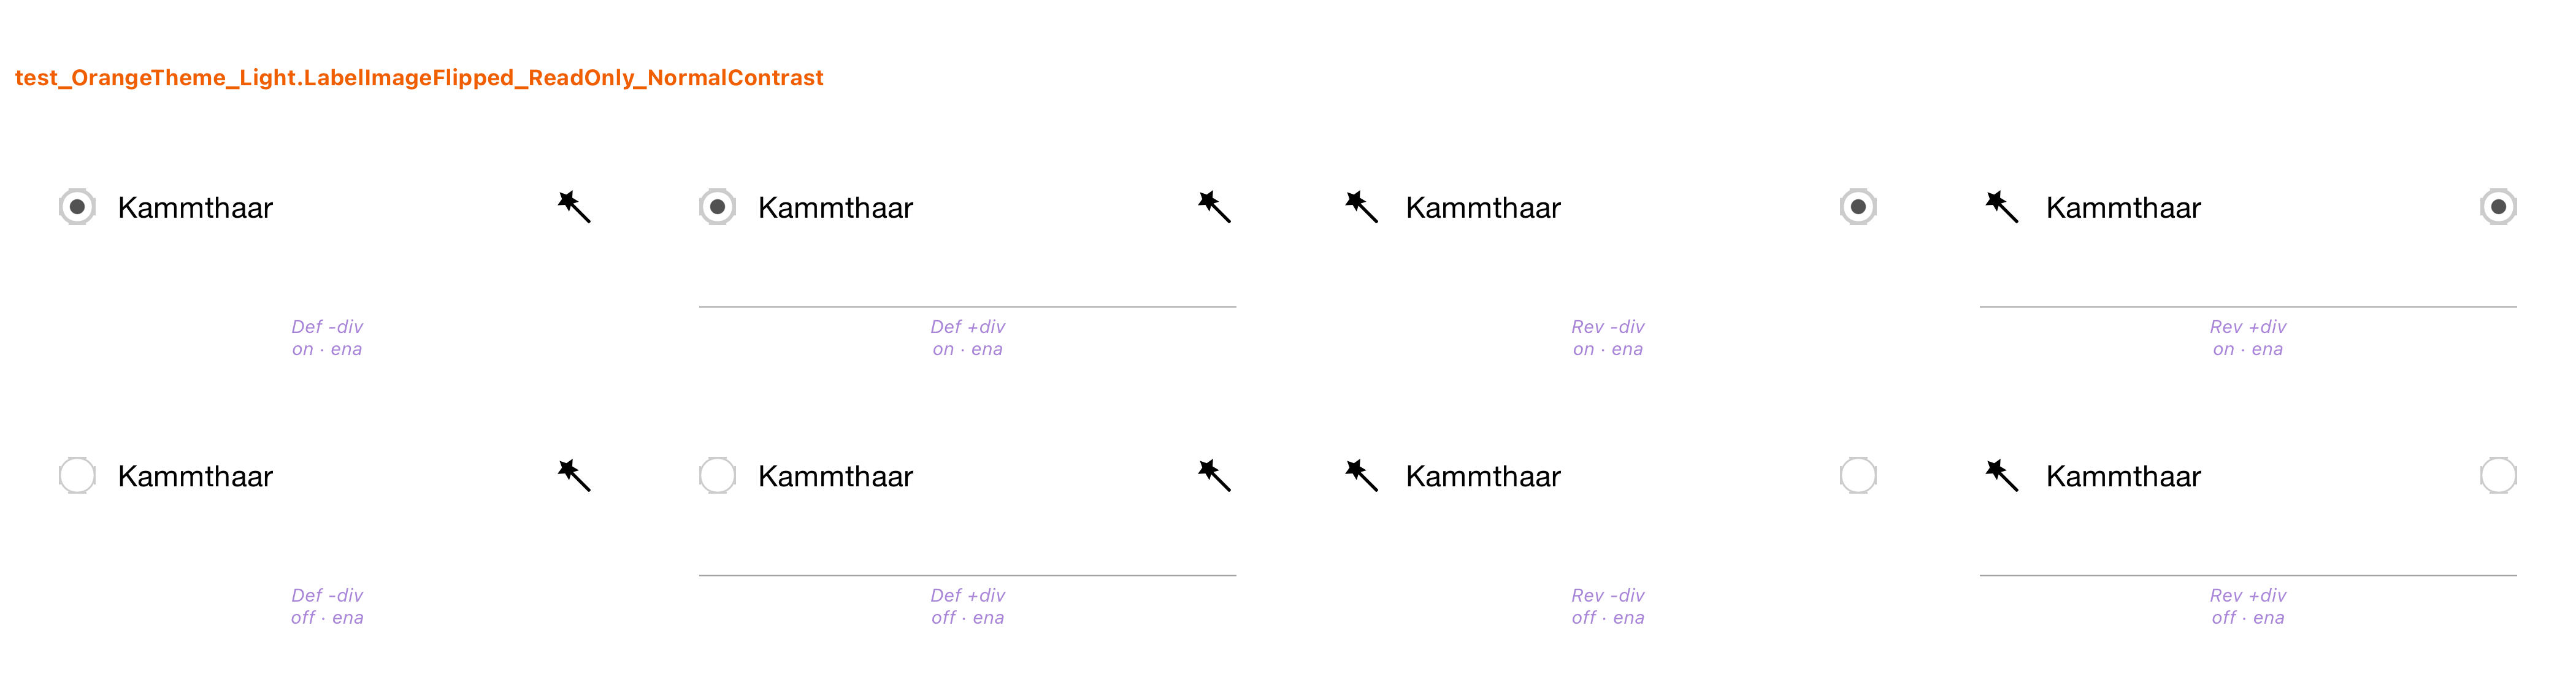 test_OrangeTheme_Light.LabelImageFlipped_ReadOnly_NormalContrast
Kammthaar
Kammthaar
Kammthaar
Kammthaar
Def -div
on · ena
Def +div
on · ena
Rev -div
on · ena
Rev +div
on · ena
Kammthaar
Kammthaar
Kammthaar
Kammthaar
Def -div
off · ena
Def +div
off · ena
Rev -div
off · ena
Rev +div
off · ena